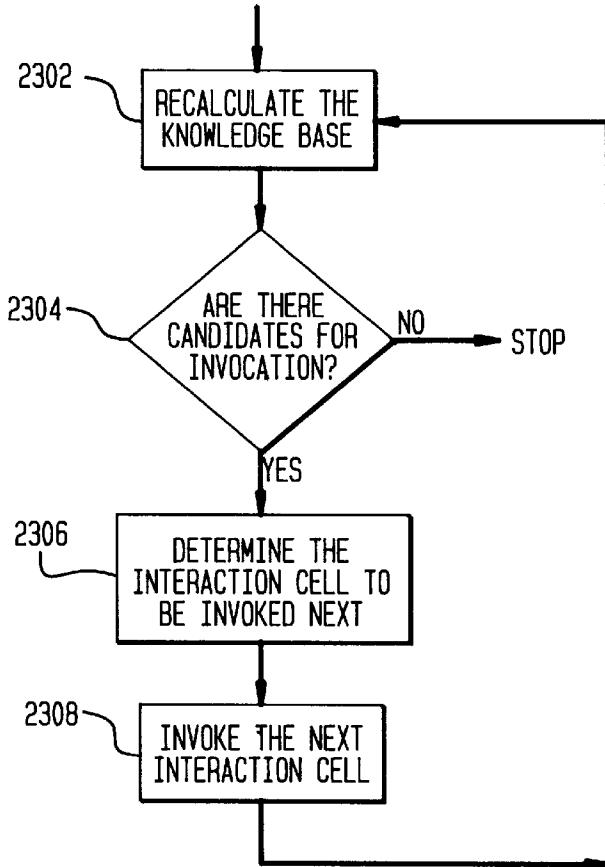 2302
RECALCULATE THE
KNOWLEDGE BASE
2304
ARE THERE
CANDIDATES FOR
INVOCATION?
NO
STOP
YES
2306
DETERMINE THE
INTERACTION CELL TO
BE INVOKED NEXT
2308
INVOKE THE NEXT
INTERACTION CELL